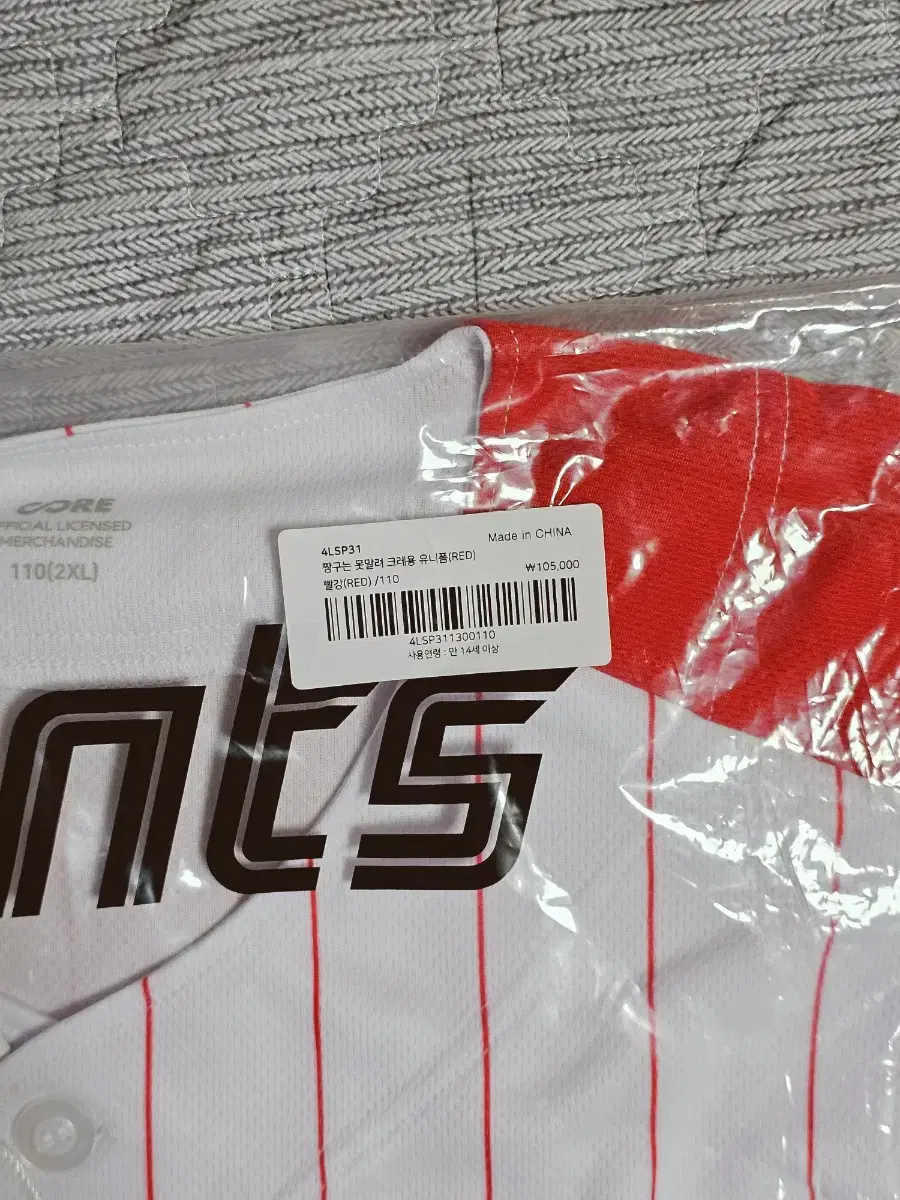 CORE
FFICIAL LICENSED
MERCHANDISE
110(2XL)
4LSP31
Made in CHINA
짱구는 못말려 크레용 유니폼(RED)
₩105,000
빨강(RED) /110
4LSP311300110
사용연령 : 만 14세 이상
nts